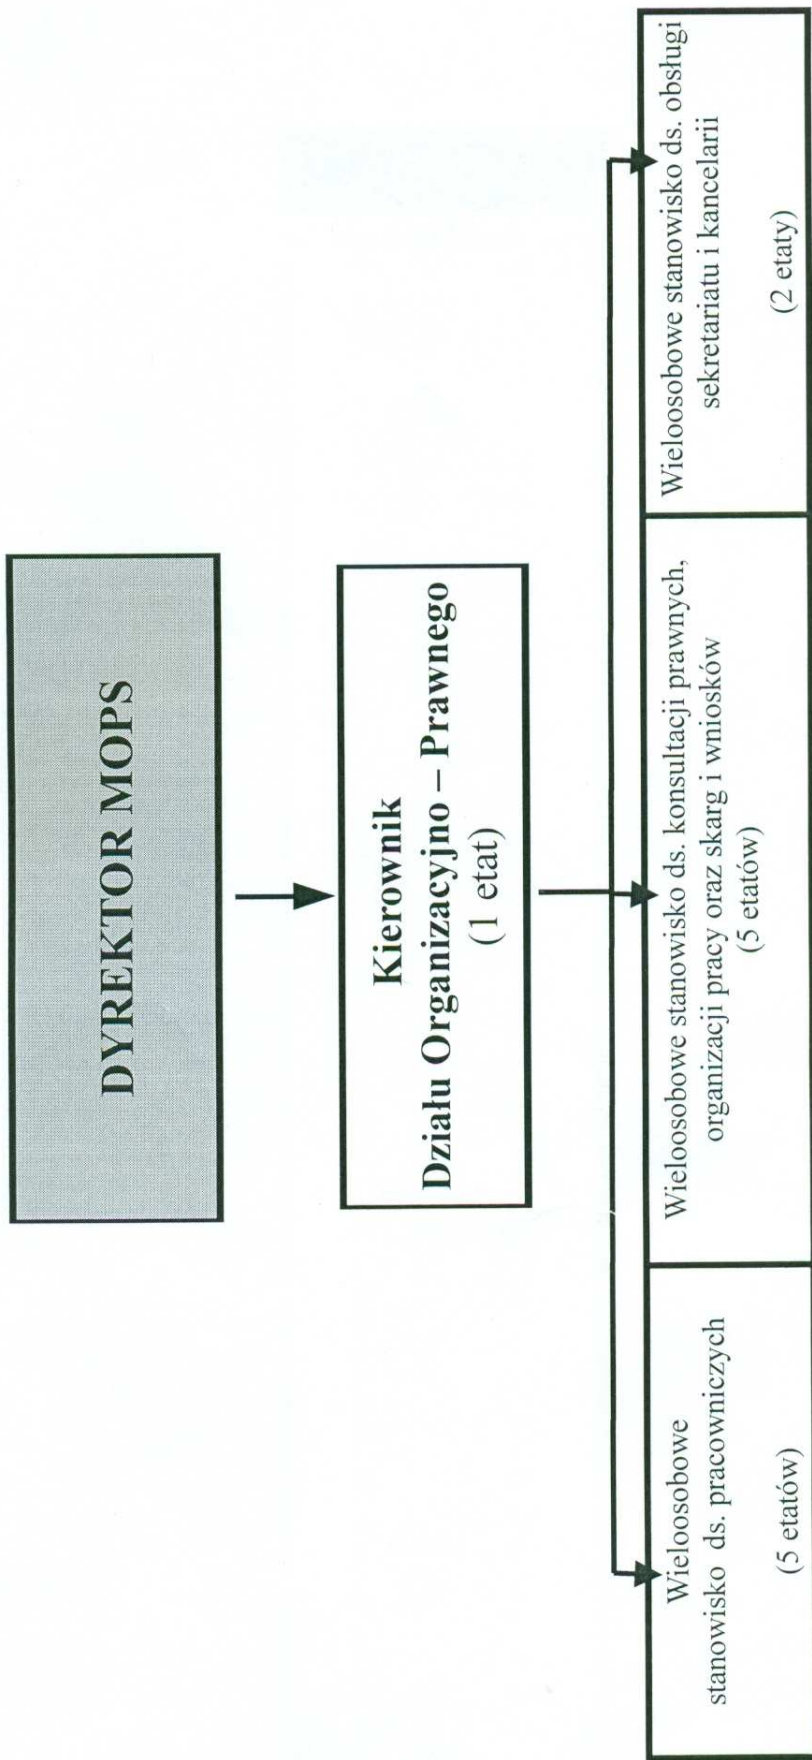 DYREKTOR MOPS
Kierownik
Działu Organizacyjno – Prawnego
(1 etat)
Wieloosobowe
stanowisko ds. pracowniczych
(5 etatów)
Wieloosobowe stanowisko ds. konsultacji prawnych,
organizacji pracy oraz skarg i wniosków
(5 etatów)
Wieloosobowe stanowisko ds. obsługi
sekretariatu i kancelarii
(2 etaty)